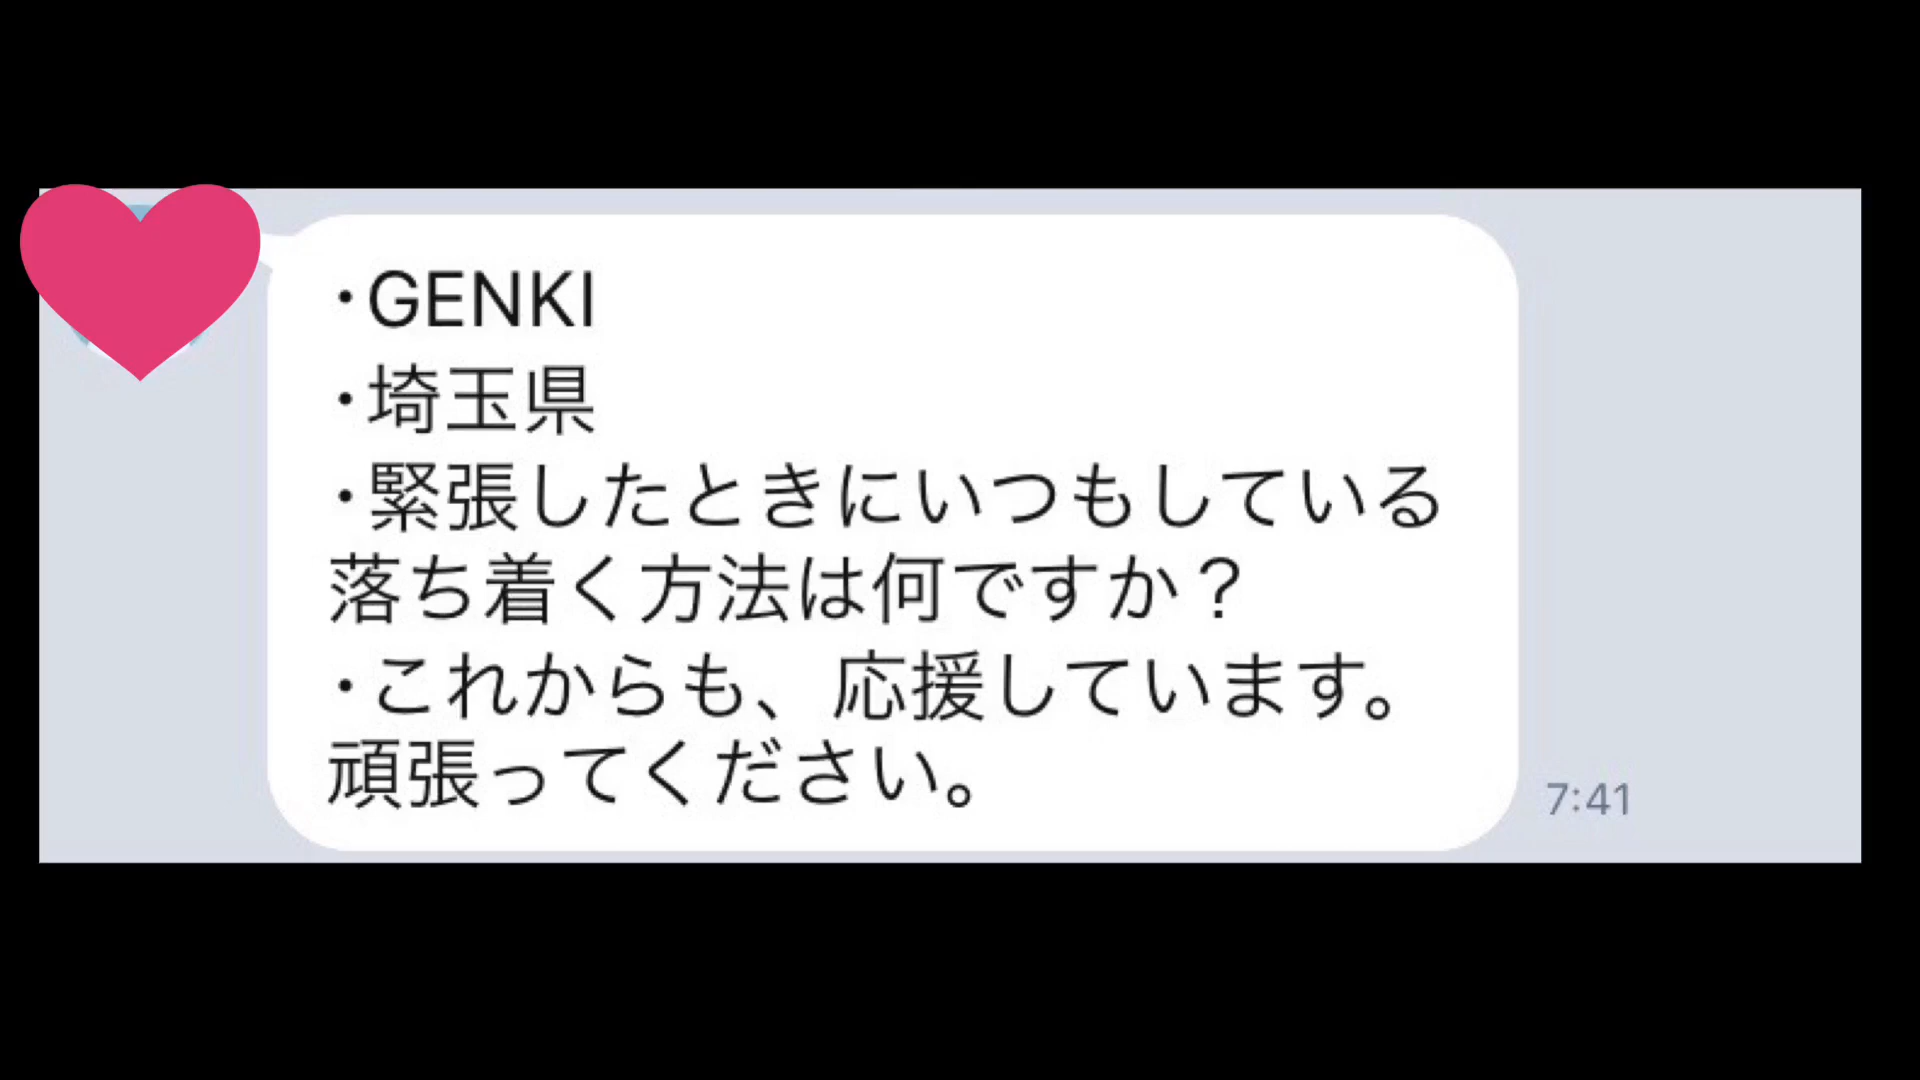 ・GENKI
・埼玉県
・緊張したときにいつもしている
落ち着く方法は何ですか？
・これからも、応援しています。
頑張ってください。
7:41